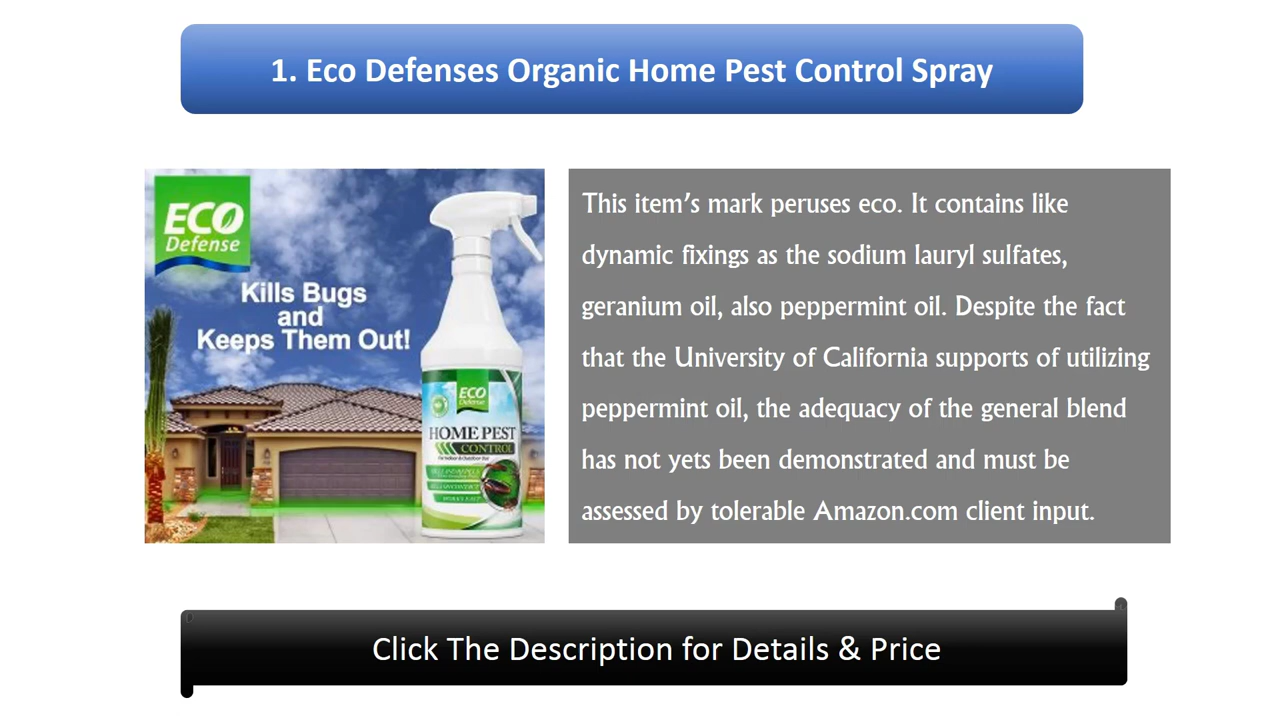 1. Eco Defenses Organic Home Pest Control Spray
ECO
Defense
Kills Bugs
and
Keeps Them Out!
ECO
Defense
HOME PEST
CONTROL
For Indoor & Outdoor Use
This item's mark peruses eco. It contains like
dynamic fixings as the sodium lauryl sulfates,
geranium oil, also peppermint oil. Despite the fact
that the University of California supports of utilizing
peppermint oil, the adequacy of the general blend
has not yets been demonstrated and must be
assessed by tolerable Amazon.com client input.
Click The Description for Details & Price